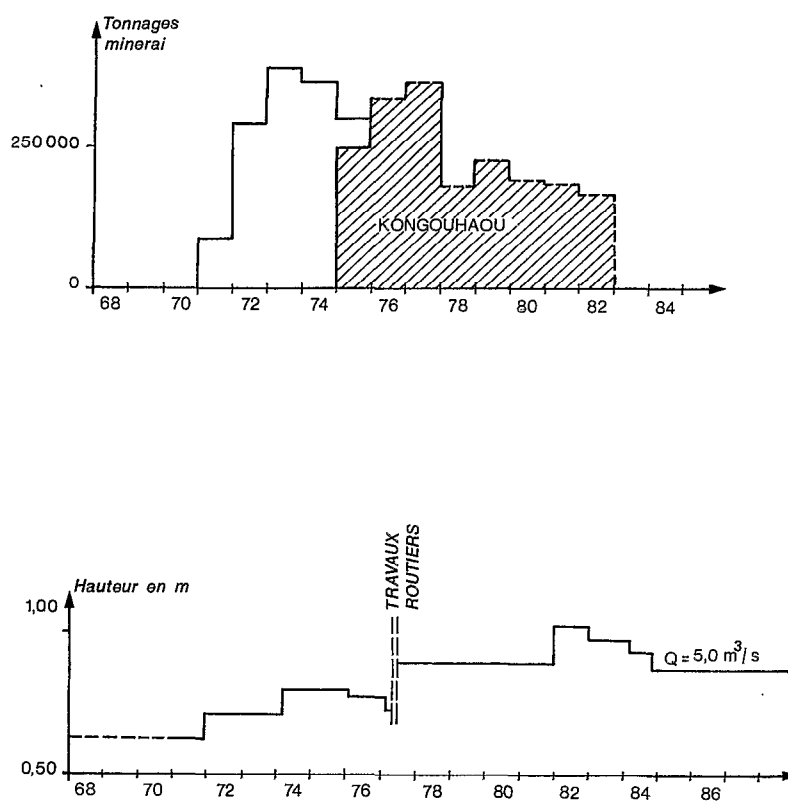 Tonnages
minerai
250 000
KONGOUHAOU
0
68 70 72 74 76 78 80 82 84
TRAVAUX
ROUTIERS
Hauteur en m
1,00
Q = 5,0 m³/s
0,50
68 70 72 74 76 78 80 82 84 86